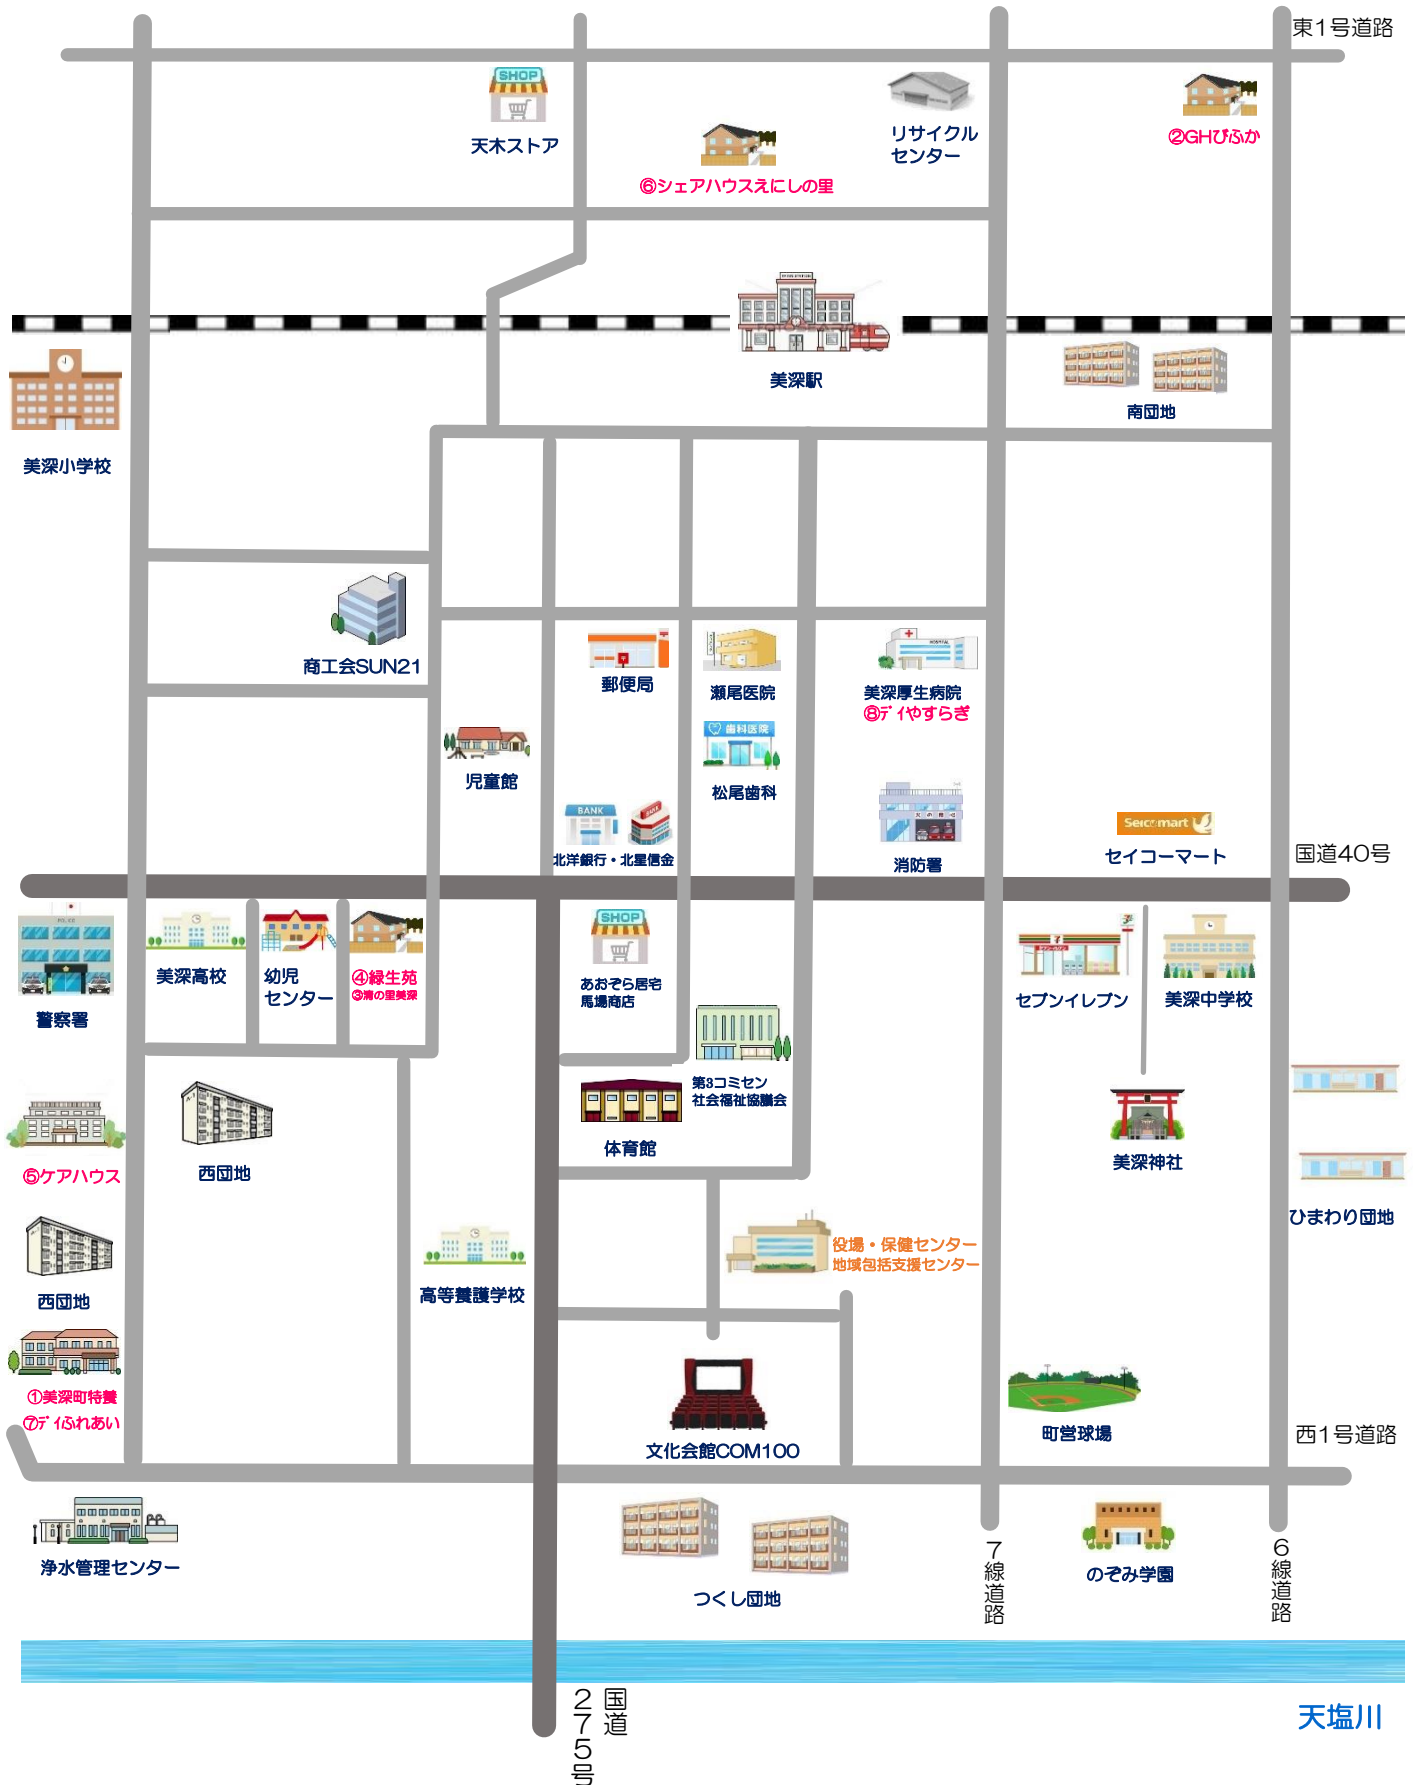 東1号道路
SHOP
天木ストア
リサイクル
センター
②GHびふか
⑥シェアハウスえにしの里
美深駅
南団地
美深小学校
商工会SUN21
郵便局
瀬尾医院
HOSPITAL
美深厚生病院
⑧デイやすらぎ
歯科医院
松尾歯科
児童館
BANK
北洋銀行・北星信金
消防署
Seicomart
セイコーマート
国道40号
POLICE
警察署
美深高校
幼児
センター
④緑生苑
③清の里美深
SHOP
あおぞら居宅
馬場商店
セブンイレブン
美深中学校
第3コミセン
社会福祉協議会
体育館
美深神社
⑤ケアハウス
西団地
ひまわり団地
役場・保健センター
地域包括支援センター
西団地
高等養護学校
①美深町特養
⑦デイふれあい
文化会館COM100
町営球場
西1号道路
浄水管理センター
つくし団地
のぞみ学園
7線道路
6線道路
国道
275号
天塩川